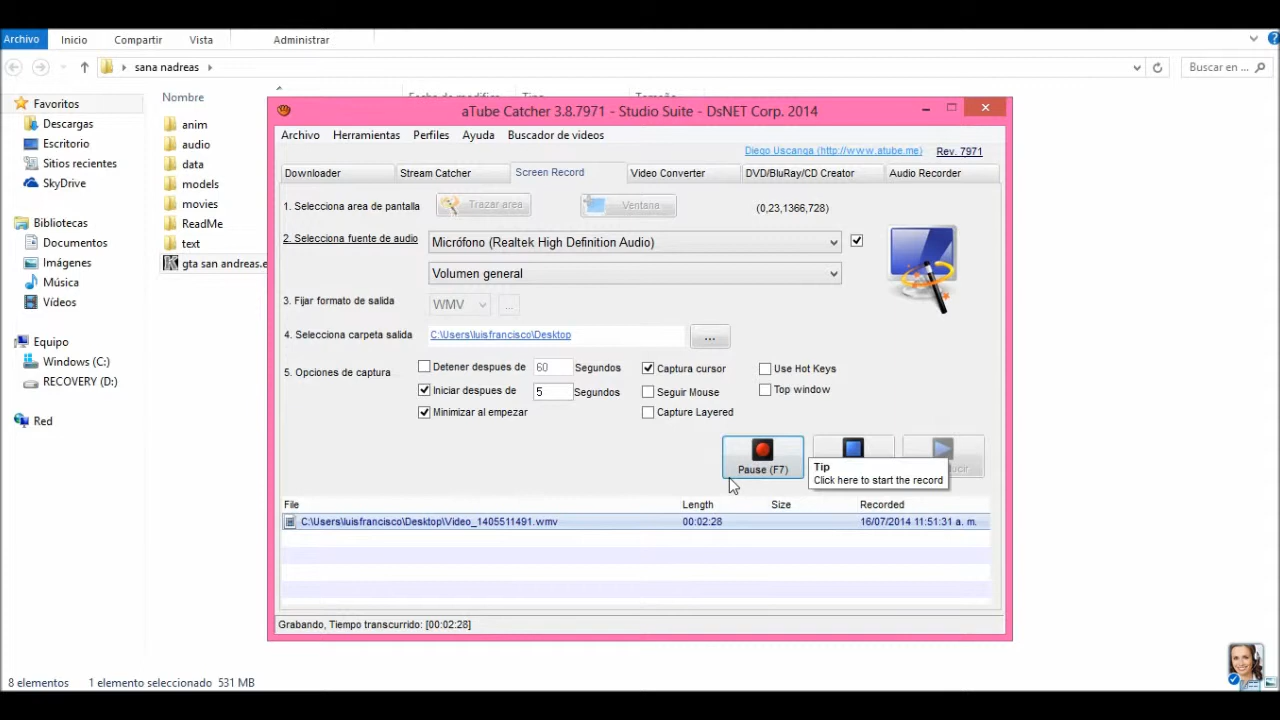 Archivo Inicio Compartir Vista Administrar
sana nadreas
Buscar en ...
Favoritos
Descargas
Escritorio
Sitios recientes
SkyDrive
Bibliotecas
Documentos
Imágenes
Música
Vídeos
Equipo
Windows (C:)
RECOVERY (D:)
Red
Nombre
anim
audio
data
models
movies
ReadMe
text
gta san andreas.e
aTube Catcher 3.8.7971 - Studio Suite - DsNET Corp. 2014
Archivo Herramientas Perfiles Ayuda Buscador de videos
Diego Uscanga (http://www.atube.me) Rev. 7971
Downloader Stream Catcher Screen Record Video Converter DVD/BluRay/CD Creator Audio Recorder
1. Selecciona area de pantalla Trazar area Ventana (0,23,1366,728)
2. Selecciona fuente de audio Micrófono (Realtek High Definition Audio)
Volumen general
3. Fijar formato de salida WMV ...
4. Selecciona carpeta salida C:\Users\luisfrancisco\Desktop ...
5. Opciones de captura
Detener despues de 60 Segundos Captura cursor Use Hot Keys
Iniciar despues de 5 Segundos Seguir Mouse Top window
Minimizar al empezar Capture Layered
Pause (F7)
Tip
Click here to start the record
File Length Size Recorded
C:\Users\luisfrancisco\Desktop\Video_1405511491.wmv 00:02:28 16/07/2014 11:51:31 a. m.
Grabando, Tiempo transcurrido: [00:02:28]
8 elementos 1 elemento seleccionado 531 MB